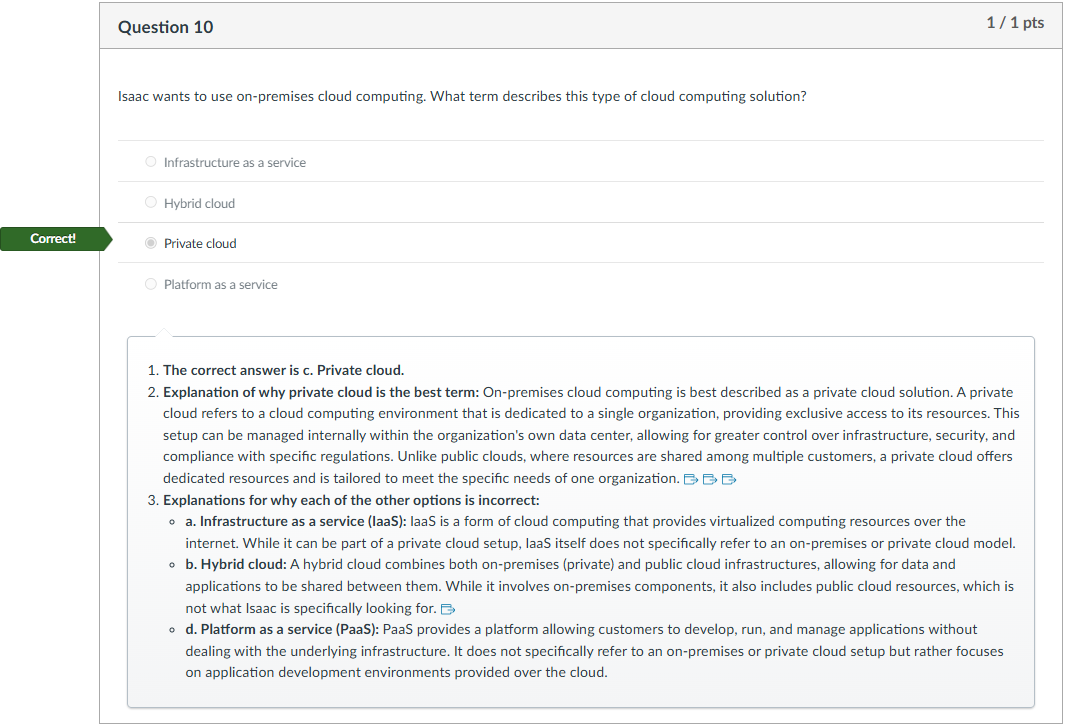 Question 10
1 / 1 pts
Isaac wants to use on-premises cloud computing. What term describes this type of cloud computing solution?
Infrastructure as a service
Hybrid cloud
Correct!
Private cloud
Platform as a service
1. The correct answer is c. Private cloud.
2. Explanation of why private cloud is the best term: On-premises cloud computing is best described as a private cloud solution. A private
cloud refers to a cloud computing environment that is dedicated to a single organization, providing exclusive access to its resources. This
setup can be managed internally within the organization's own data center, allowing for greater control over infrastructure, security, and
compliance with specific regulations. Unlike public clouds, where resources are shared among multiple customers, a private cloud offers
dedicated resources and is tailored to meet the specific needs of one organization.
3. Explanations for why each of the other options is incorrect:
a. Infrastructure as a service (IaaS): IaaS is a form of cloud computing that provides virtualized computing resources over the
internet. While it can be part of a private cloud setup, IaaS itself does not specifically refer to an on-premises or private cloud model.
b. Hybrid cloud: A hybrid cloud combines both on-premises (private) and public cloud infrastructures, allowing for data and
applications to be shared between them. While it involves on-premises components, it also includes public cloud resources, which is
not what Isaac is specifically looking for.
d. Platform as a service (PaaS): PaaS provides a platform allowing customers to develop, run, and manage applications without
dealing with the underlying infrastructure. It does not specifically refer to an on-premises or private cloud setup but rather focuses
on application development environments provided over the cloud.